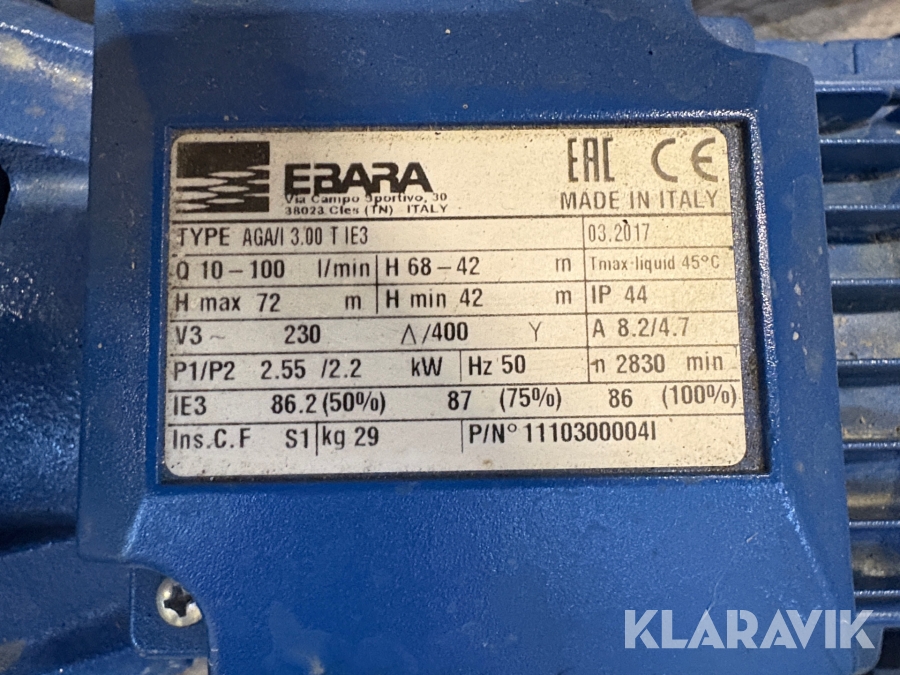 EBARA
Via Campo Sportivo, 30
38023 Cles (TN) ITALY
EAC CE
MADE IN ITALY
TYPE AGA/I 3.00 T IE3 03.2017
Q 10-100 l/min H 68-42 m Tmax liquid 45°C
H max 72 m H min 42 m IP 44
V3 ~ 230 Δ/400 Y A 8.2/4.7
P1/P2 2.55 /2.2 kW Hz 50 n 2830 min
IE3 86.2 (50%) 87 (75%) 86 (100%)
Ins.C.F S1 kg 29 P/N° 1110300004I
KLARAVIK